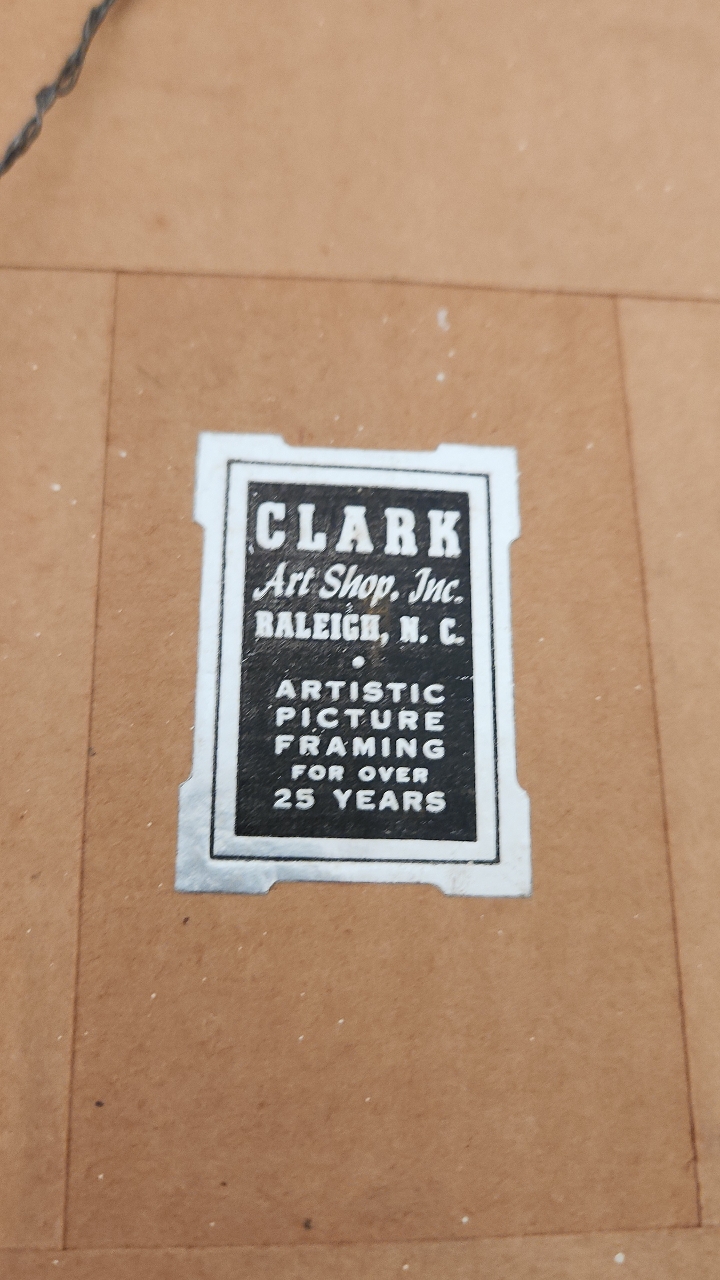 CLARK
Art Shop, Inc.
RALEIGH, N. C.
•
ARTISTIC
PICTURE
FRAMING
FOR OVER
25 YEARS